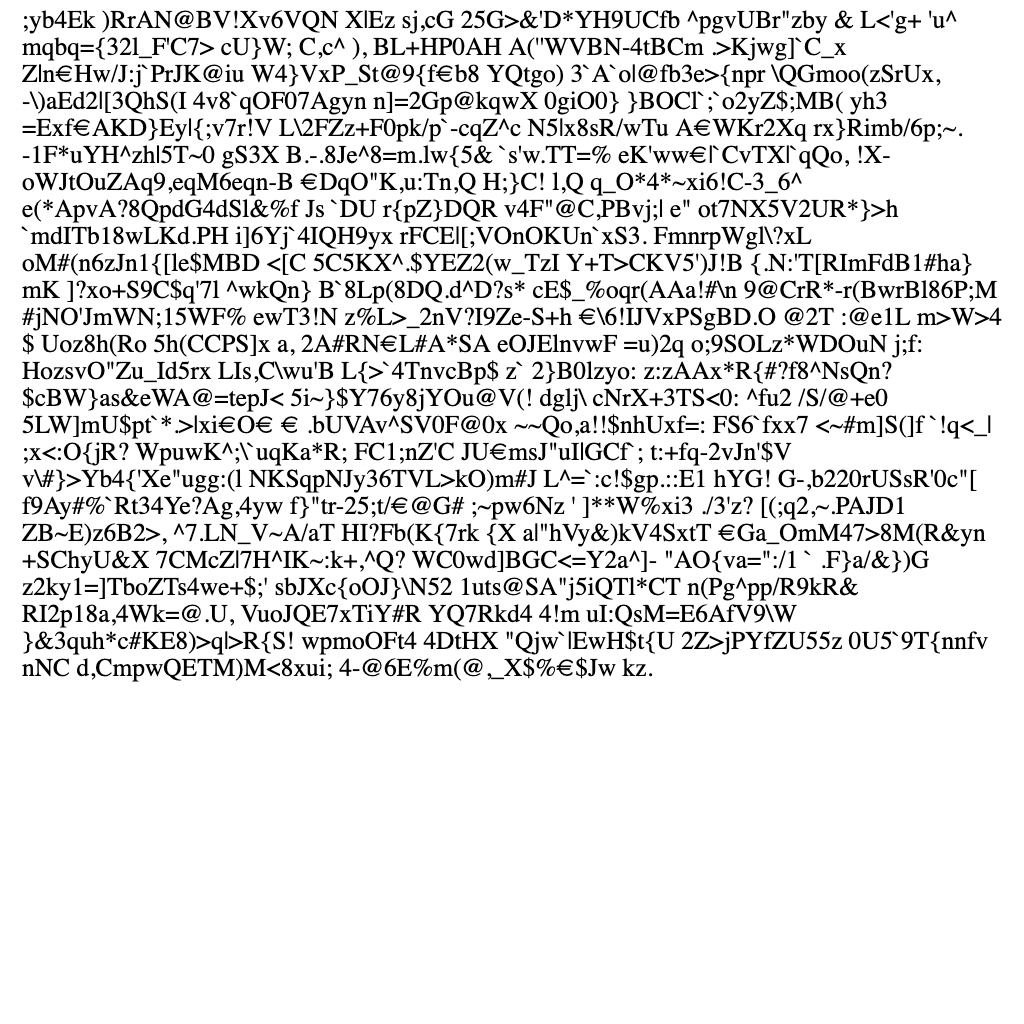 ;yb4Ek )RrAN@BV!Xv6VQN X|Ez sj,cG 25G>&'D*YH9UCfb ^pgvUBr"zby & L<'g+ 'u^
mqbq={32l_F'C7> cU}W; C,c^ ), BL+HP0AH A("WVBN-4tBCm .>Kjwg]`C_x
Z|n€Hw/J:j`PrJK@iu W4}VxP_St@9{f€b8 YQtgo) 3`A`o|@fb3e>{npr \QGmoo(zSrUx,
-\)aEd2|[3QhS(I 4v8`qOF07Agyn n]=2Gp@kqwX 0giO0} }BOCl`;`o2yZ$;MB( yh3
=Exf€AKD}Ey|{;v7r!V L\2FZz+F0pk/p`-cqZ^c N5|x8sR/wTu A€WKr2Xq rx}Rimb/6p;~.
-1F*uYH^zh|5T~0 gS3X B.-.8Je^8=m.lw{5& `s'w.TT=% eK'ww€|`CvTX|`qQo, !X-
oWJtOuZAq9,eqM6eqn-B €DqO"K,u:Tn,Q H;}C! l,Q q_O*4*~xi6!C-3_6^
e(*ApvA?8QpdG4dSl&%f Js `DU r{pZ}DQR v4F"@C,PBvj;| e" ot7NX5V2UR*}>h
`mdITb18wLKd.PH i]6Yj`4IQH9yx rFCE|[;VOnOKUn`xS3. FmnrpWgl\?xL
oM#(n6zJn1{[le$MBD <[C 5C5KX^.$YEZ2(w_TzI Y+T>CKV5')J!B {.N:'T[RImFdB1#ha}
mK ]?xo+S9C$q'7l ^wkQn} B`8Lp(8DQ.d^D?s* cE$_%oqr(AAa!#\n 9@CrR*-r(BwrBl86P;M
#jNO'JmWN;15WF% ewT3!N z%L>_2nV?I9Ze-S+h €\6!IJVxPSgBD.O @2T :@e1L m>W>4
$ Uoz8h(Ro 5h(CCPS]x a, 2A#RN€L#A*SA eOJElnvwF =u)2q o;9SOLz*WDOuN j;f:
HozsvO"Zu_Id5rx LIs,C\wu'B L{>`4TnvcBp$ z` 2}B0lzyo: z:zAAx*R{#?f8^NsQn?
$cBW}as&eWA@=tepJ< 5i~}$Y76y8jYOu@V(! dglj\ cNrX+3TS<0: ^fu2 /S/@+e0
5LW]mU$pt`*.>|xi€O€ € .bUVAv^SV0F@0x ~~Qo,a!!$nhUxf=: FS6`fxx7 <~#m]S(]f`!q<_|
;x<:O{jR? WpuwK^;\`uqKa*R; FC1;nZ'C JU€msJ"uI|GCf`; t:+fq-2vJn'$V
v\#}>Yb4{'Xe"ugg:(l NKSqpNJy36TVL>kO)m#J L^=`:c!$gp.::E1 hYG! G-,b220rUSsR'0c"[
f9Ay#%`Rt34Ye?Ag,4yw f}"tr-25;t/€@G# ;~pw6Nz ' ]**W%xi3 ./3'z? [(;q2,~.PAJD1
ZB~E)z6B2>, ^7.LN_V~A/aT HI?Fb(K{7rk {X al"hVy&)kV4SxtT €Ga_OmM47>8M(R&yn
+SChyU&X 7CMcZl7H^IK~:k+,^Q? WC0wd]BGC<=Y2a^]- "AO{va=":/1 ` .F}a/&})G
z2ky1=]TboZTs4we+$;' sbJXc{oOJ}\N52 1uts@SA"j5iQTl*CT n(Pg^pp/R9kR&
RI2p18a,4Wk=@.U, VuoJQE7xTiY#R YQ7Rkd4 4!m uI:QsM=E6AfV9\W
}&3quh*c#KE8)>q|>R{S! wpmoOFt4 4DtHX "Qjw`|EwH$t{U 2Z>jPYfZU55z 0U5`9T{nnfv
nNC d,CmpwQETM)M<8xui; 4-@6E%m(@,_X$%€$Jw kz.